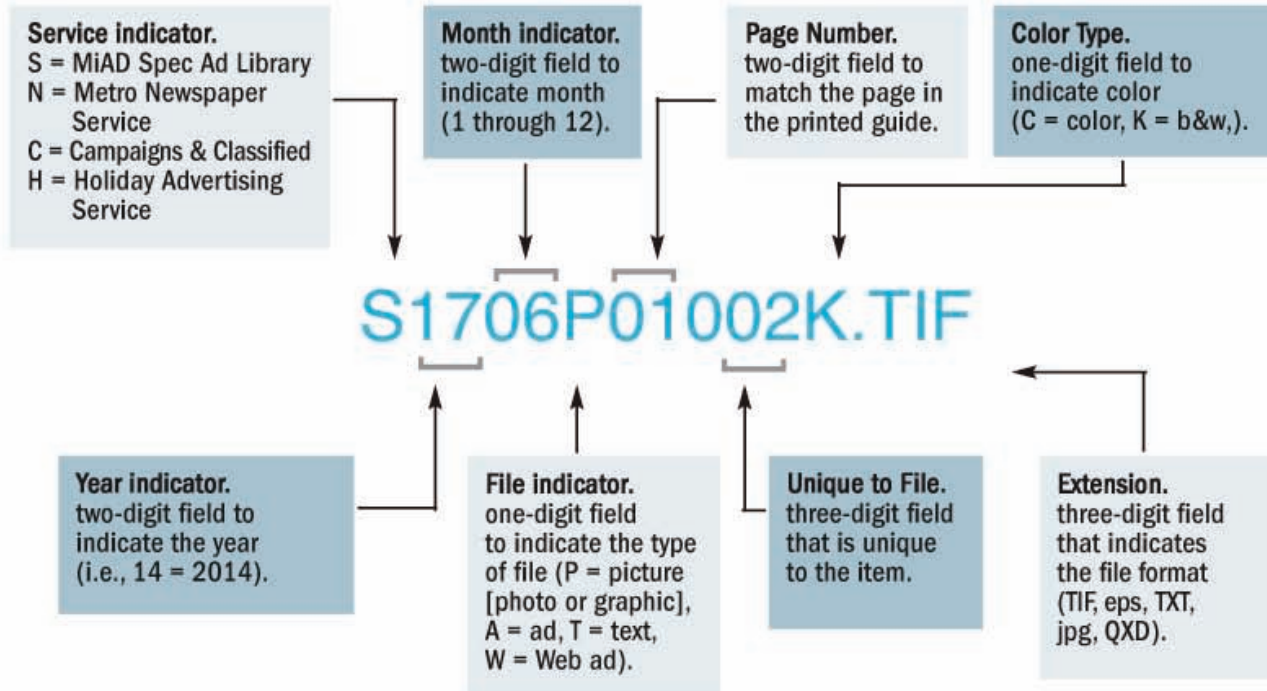 Service indicator.
S = MiAD Spec Ad Library
N = Metro Newspaper
Service
C = Campaigns & Classified
H = Holiday Advertising
Service
Month indicator.
two-digit field to
indicate month
(1 through 12).
Page Number.
two-digit field to
match the page in
the printed guide.
Color Type.
one-digit field to
indicate color
(C = color, K = b&w,).
S1706P01002K.TIF
Year indicator.
two-digit field to
indicate the year
(i.e., 14 = 2014).
File indicator.
one-digit field
to indicate the type
of file (P = picture
[photo or graphic],
A = ad, T = text,
W = Web ad).
Unique to File.
three-digit field
that is unique
to the item.
Extension.
three-digit field
that indicates
the file format
(TIF, eps, TXT,
jpg, QXD).